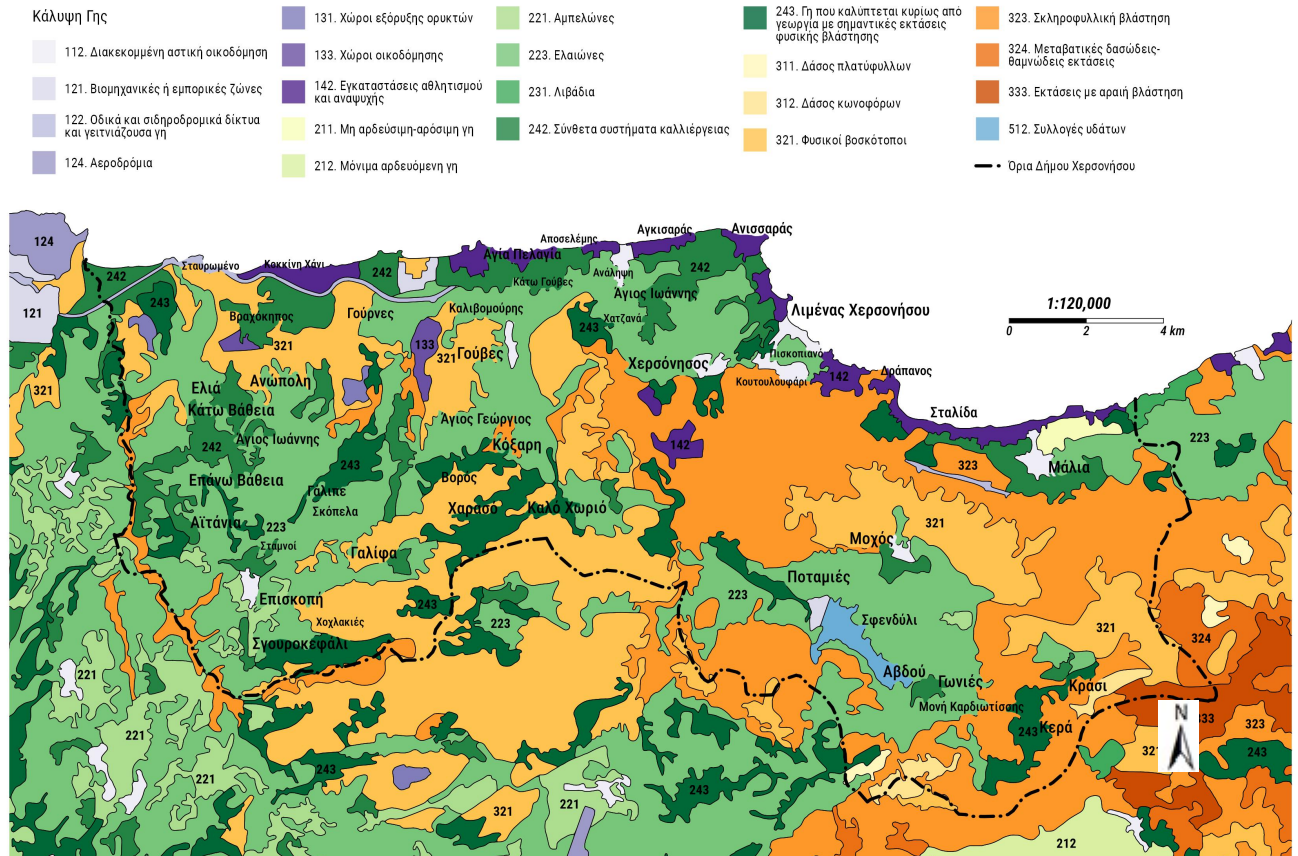 Κάλυψη Γης
112. Διακεκομμένη αστική οικοδόμηση
121. Βιομηχανικές ή εμπορικές ζώνες
122. Οδικά και σιδηροδρομικά δίκτυα
και γειτνιάζουσα γη
124. Αεροδρόμια
131. Χώροι εξόρυξης ορυκτών
133. Χώροι οικοδόμησης
142. Εγκαταστάσεις αθλητισμού
και αναψυχής
211. Μη αρδεύσιμη-αρόσιμη γη
212. Μόνιμα αρδευόμενη γη
221. Αμπελώνες
223. Ελαιώνες
231. Λιβάδια
242. Σύνθετα συστήματα καλλιέργειας
243. Γη που καλύπτεται κυρίως από
γεωργία με σημαντικές εκτάσεις
φυσικής βλάστησης
311. Δάσος πλατύφυλλων
312. Δάσος κωνοφόρων
321. Φυσικοί βοσκότοποι
323. Σκληροφυλλική βλάστηση
324. Μεταβατικές δασώδεις-
θαμνώδεις εκτάσεις
333. Εκτάσεις με αραιή βλάστηση
512. Συλλογές υδάτων
Όρια Δήμου Χερσονήσου
124
Αγκισαράς
Ανισσαράς
Αποσελέμης
Αγία Πελαγία
Σταυρωμένο
Κοκκίνη Χάνι
242
242
242
Ανάληψη
Κάτω Γούβες
Άγιος Ιωάννης
243
121
Βραχόκηπος
Γούρνες
Καλιβομούρης
Χατζανά
243
Λιμένας Χερσονήσου
1:120,000
0
2
4 km
321
133
321
Γούβες
Πισκοπιανό
Χερσόνησος
Κουτουλουφάρι
142
Δράπανος
321
Ελιά
Ανώπολη
Κάτω Βάθεια
Άγιος Γεώργιος
Σταλίδα
242
Άγιος Ιωάννης
Κόξαρη
142
223
243
323
Μάλια
Επάνω Βάθεια
Βορός
Γάλιπε
Σκόπελα
Χαράσο
Καλό Χωριό
Αϊτάνια
223
321
Σταμνοί
Γαλίφα
Μοχός
Ποταμιές
223
Επισκοπή
243
Χοχλακιές
223
Σφενδύλι
321
324
Σγουροκεφάλι
221
Αβδού
Γωνιές
Κράσι
Μονή Καρδιωτίσσης
N
333
323
243
Κερά
221
321
243
243
221
243
321
221
212